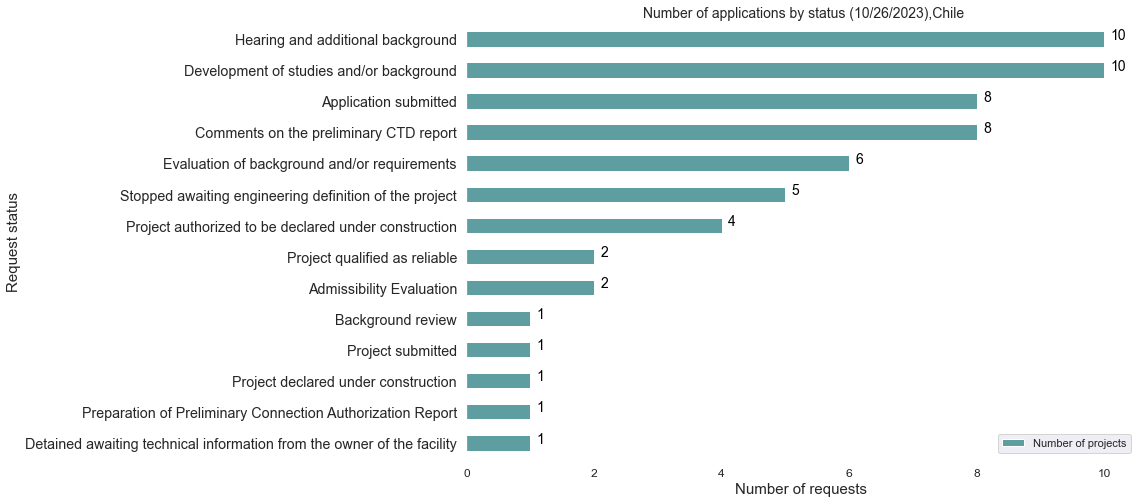 Number of applications by status (10/26/2023),Chile
Hearing and additional background 10
Development of studies and/or background 10
Application submitted 8
Comments on the preliminary CTD report 8
Evaluation of background and/or requirements 6
Stopped awaiting engineering definition of the project 5
Project authorized to be declared under construction 4
Project qualified as reliable 2
Admissibility Evaluation 2
Background review 1
Project submitted 1
Project declared under construction 1
Preparation of Preliminary Connection Authorization Report 1
Detained awaiting technical information from the owner of the facility 1
Request status
Number of projects
0 2 4 6 8 10
Number of requests